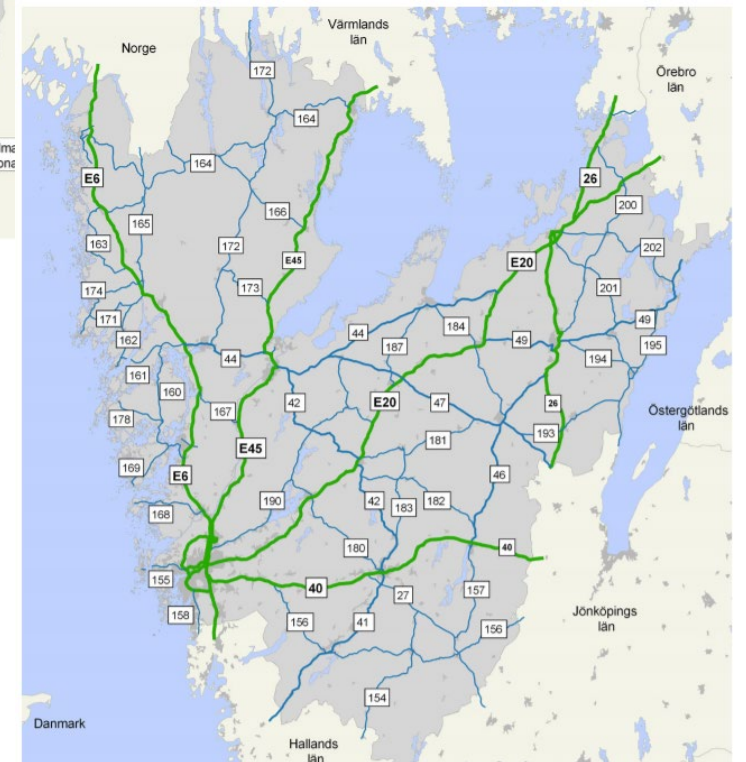 Värmlands
län
Norge
172
Örebro
län
164
164
E6
26
165
166
200
163
172
E45
E20
202
174
173
201
171
162
44
184
49
44
187
49
195
194
161
160
42
E20
47
26
167
178
Östergötlands
län
181
193
E45
169
E6
46
190
42
183
182
168
180
40
155
40
27
157
158
156
41
156
Jönköpings
län
154
Danmark
Hallands
län